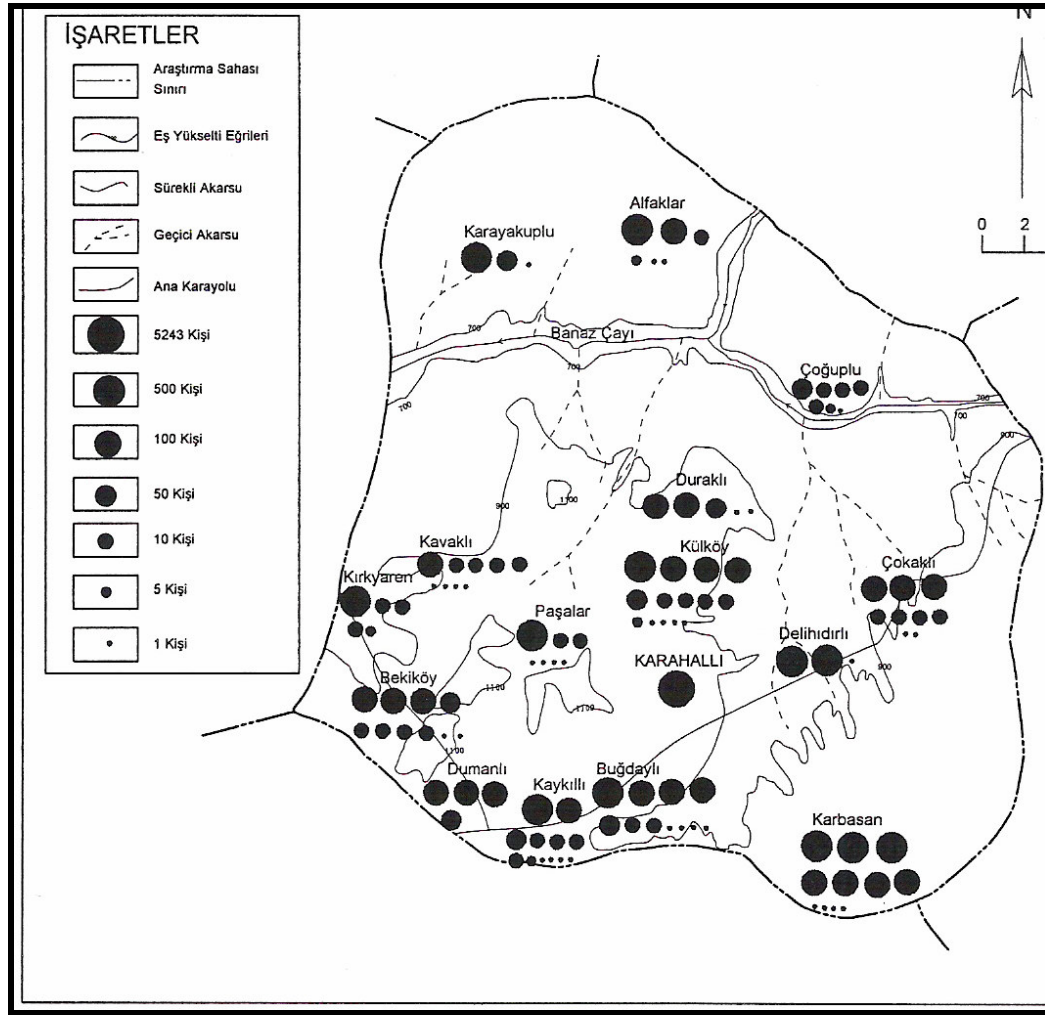 İŞARETLER
Araştırma Sahası
Sınırı
Eş Yükselti Eğrileri
Sürekli Akarsu
Geçici Akarsu
Ana Karayolu
5243 Kişi
500 Kişi
100 Kişi
50 Kişi
10 Kişi
5 Kişi
1 Kişi
N
0 2
Alfaklar
Karayakuplu
700
Banaz Çayı
700
700
Çoğuplu
700
700
900
Duraklı
1100
900
Kavaklı
Külköy
Çokaklı
Kırkyaren
Paşalar
Delihıdırlı
KARAHALLI
900
Bekiköy
1100
1100
1100
Dumanlı
Kaykıllı
Buğdaylı
Karbasan